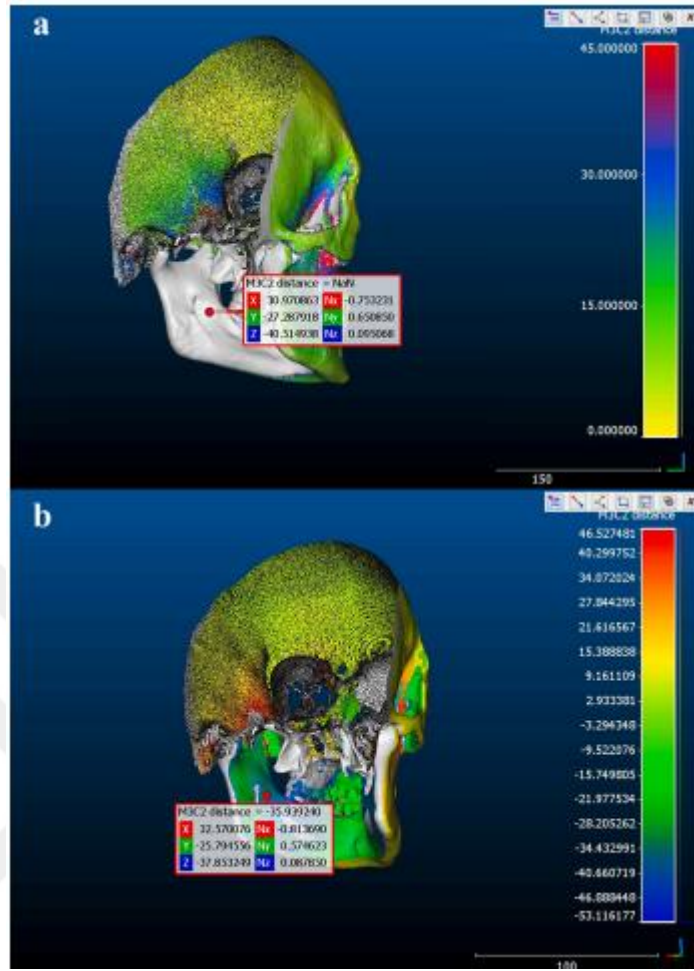 a
M3C2 distance
45.000000
30.000000
15.000000
0.000000
M3C2 distance = NaN
X 30.970863 Nx -0.753231
Y -27.287918 Ny 0.650850
Z -40.514938 Nz 0.095068
150
b
M3C2 distance
46.527481
40.299752
34.072024
27.844295
21.616567
15.388838
9.161109
2.933381
-3.294348
-9.522076
-15.749805
-21.977534
-28.205262
-34.432991
-40.660719
-46.888448
-53.116177
M3C2 distance = -35.939240
X 32.570076 Nx -0.813690
Y -25.794556 Ny 0.574623
Z -37.853249 Nz 0.087850
100